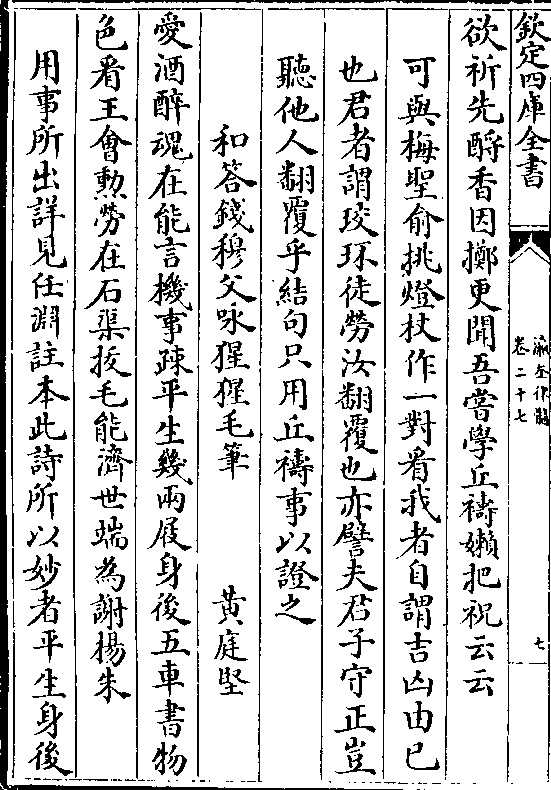 欽定四庫全書
瀛奎律髓
卷二十七
七
欲祈先酹香因擲更聞吾嘗學丘禱嬾把祝云云
可與梅聖俞挑燈杖作一對看我者自謂吉凶由已
也君者謂珓環徒勞汝翻覆也亦譬夫君子守正豈
聽他人翻覆乎結句只用丘禱事以證之
和答錢穆父咏猩猩毛筆　黃庭堅
愛酒醉魂在能言機事疎平生幾兩屐身後五車書物
色看王會勲勞在石渠拔毛能濟世端為謝楊朱
用事所出詳見任淵註本此詩所以妙者平生身後